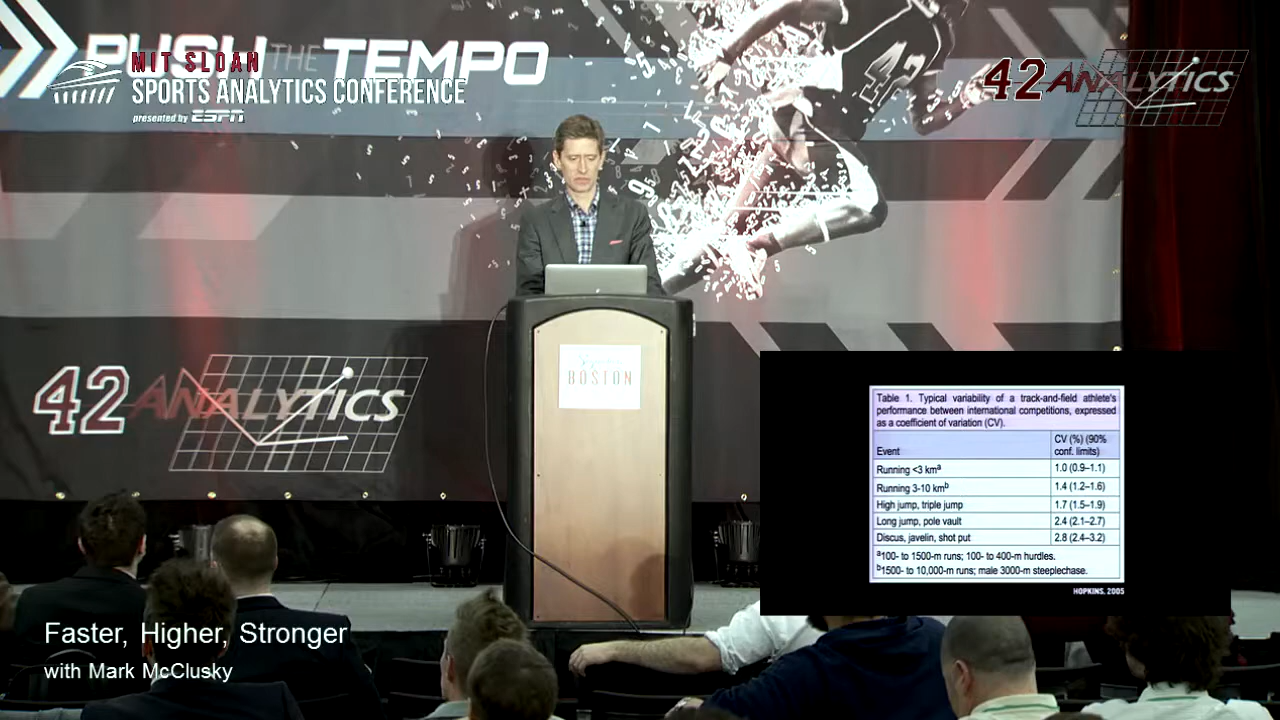 PUSH THE TEMPO
MIT SLOAN
SPORTS ANALYTICS CONFERENCE
presented by ESPN
42 ANALYTICS
42
42 ANALYTICS
BOSTON
Table 1. Typical variability of a track-and-field athlete's
performance between international competitions, expressed
as a coefficient of variation (CV).
Event CV (%) (90% conf. limits)
Running <3 kmª 1.0 (0.9–1.1)
Running 3-10 kmᵇ 1.4 (1.2–1.6)
High jump, triple jump 1.7 (1.5–1.9)
Long jump, pole vault 2.4 (2.1–2.7)
Discus, javelin, shot put 2.8 (2.4–3.2)
ª100- to 1500-m runs; 100- to 400-m hurdles.
ᵇ1500- to 10,000-m runs; male 3000-m steeplechase.
HOPKINS, 2005
Faster, Higher, Stronger
with Mark McClusky